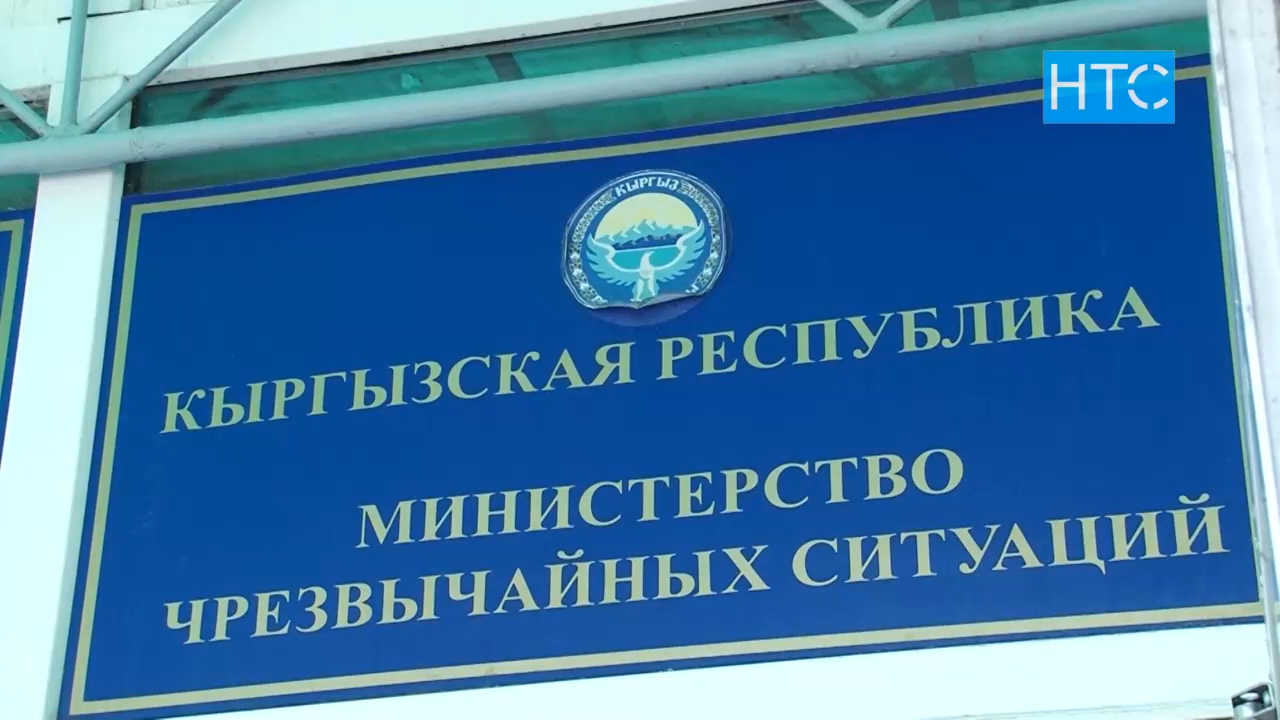 НТС
КЫРГЫЗ
КЫРГЫЗСКАЯ РЕСПУБЛИКА
МИНИСТЕРСТВО
ЧРЕЗВЫЧАЙНЫХ СИТУАЦИЙ